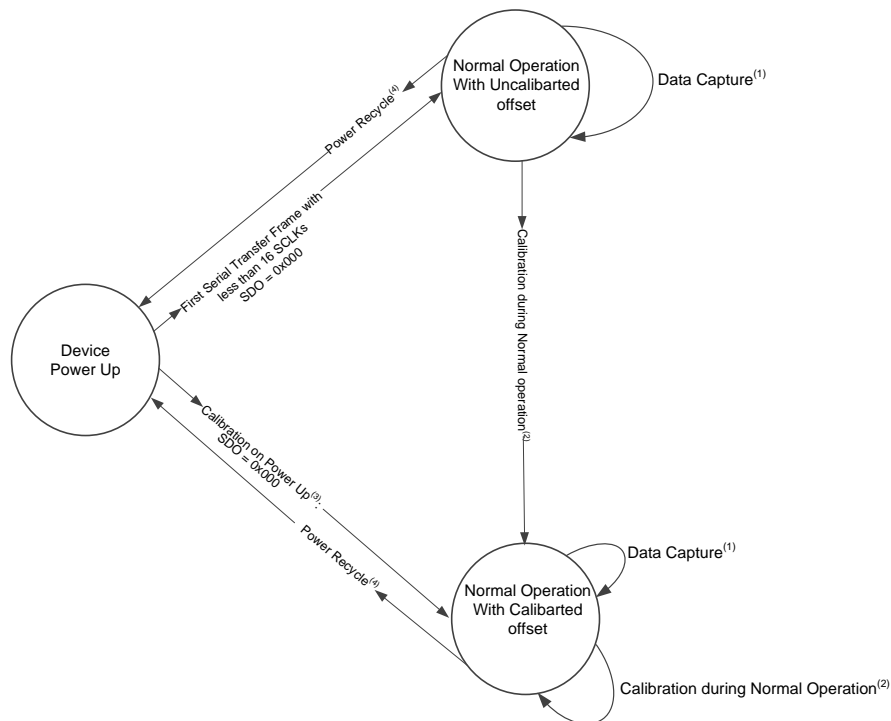 Normal Operation
With Uncalibarted
offset
Data Capture(1)
Power Recycle(4)
First Serial Transfer Frame with
less than 16 SCLKs
SDO = 0x000
Calibration during Normal operation(2)
Device
Power Up
Calibration on Power Up(3):
SDO = 0x000
Power Recycle(4)
Normal Operation
With Calibarted
offset
Data Capture(1)
Calibration during Normal Operation(2)